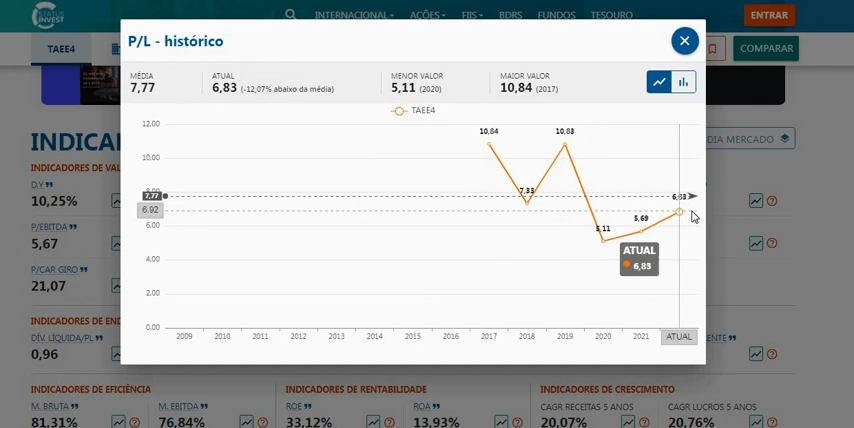 STATUS INVEST
INTERNACIONAL AÇÕES FIIS BDRS FUNDOS TESOURO ENTRAR
TAEE4
COMPARAR
P/L - histórico
MÉDIA
7,77
ATUAL
6,83 (-12,07% abaixo da média)
MENOR VALOR
5,11 (2020)
MAIOR VALOR
10,84 (2017)
TAEE4
12,00
10,00
8,00
6,00
4,00
2,00
0,00
7,77
6.92
10,84
7,33
10,83
5,11
5,69
6,83
ATUAL
6,83
2009 2010 2011 2012 2013 2014 2015 2016 2017 2018 2019 2020 2021 ATUAL
INDICA
DIA MERCADO
INDICADORES DE VAL
D.Y
10,25%
P/EBITDA
5,67
P/CAP. GIRO
21,07
INDICADORES DE END
DÍV. LÍQUIDA/PL
0,96
ENTE
INDICADORES DE EFICIÊNCIA
M. BRUTA
81,31%
M. EBITDA
76,84%
INDICADORES DE RENTABILIDADE
ROE
33,12%
ROA
13,93%
INDICADORES DE CRESCIMENTO
CAGR RECEITAS 5 ANOS
20,07%
CAGR LUCROS 5 ANOS
20,76%